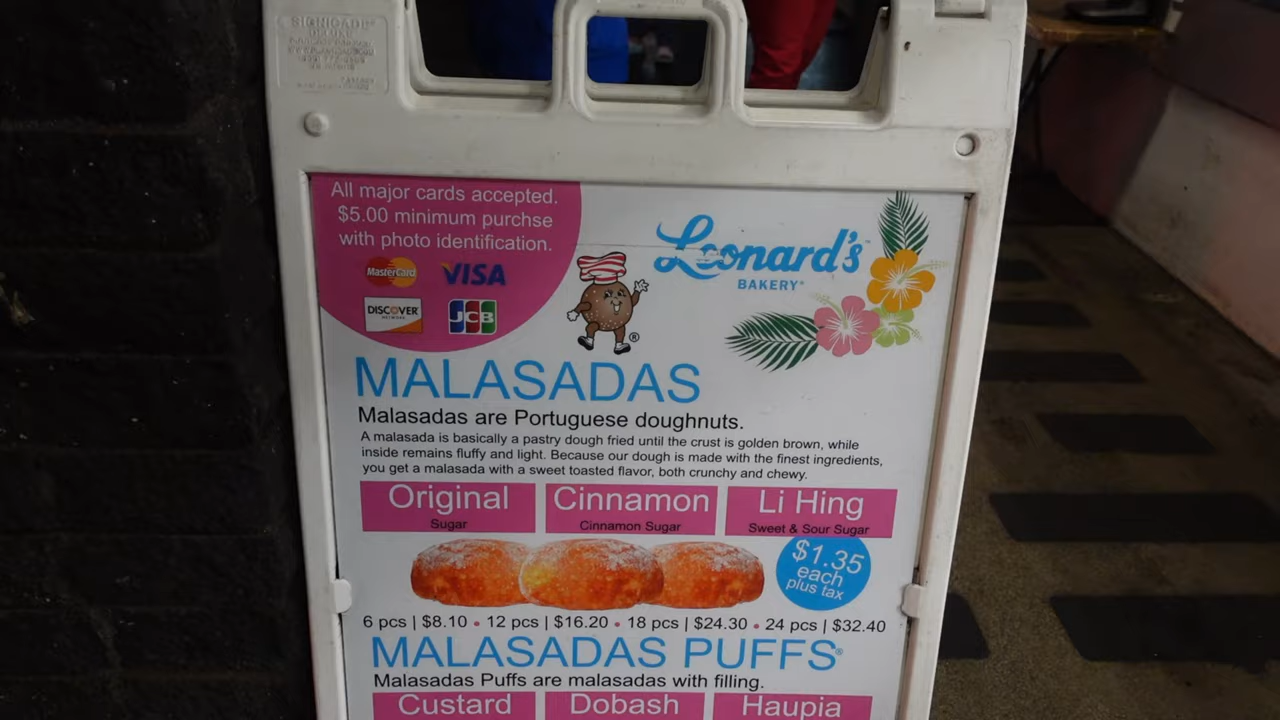 SIGNICADE®
DELUXE
All major cards accepted.
$5.00 minimum purchse
with photo identification.
MasterCard
VISA
DISCOVER
NETWORK
JCB
Leonard's
BAKERY®
®
MALASADAS
Malasadas are Portuguese doughnuts.
A malasada is basically a pastry dough fried until the crust is golden brown, while
inside remains fluffy and light. Because our dough is made with the finest ingredients,
you get a malasada with a sweet toasted flavor, both crunchy and chewy.
Original
Sugar
Cinnamon
Cinnamon Sugar
Li Hing
Sweet & Sour Sugar
$1.35
each
plus tax
6 pcs | $8.10 • 12 pcs | $16.20 • 18 pcs | $24.30 • 24 pcs | $32.40
MALASADAS PUFFS®
Malasadas Puffs are malasadas with filling.
Custard
Dobash
Haupia